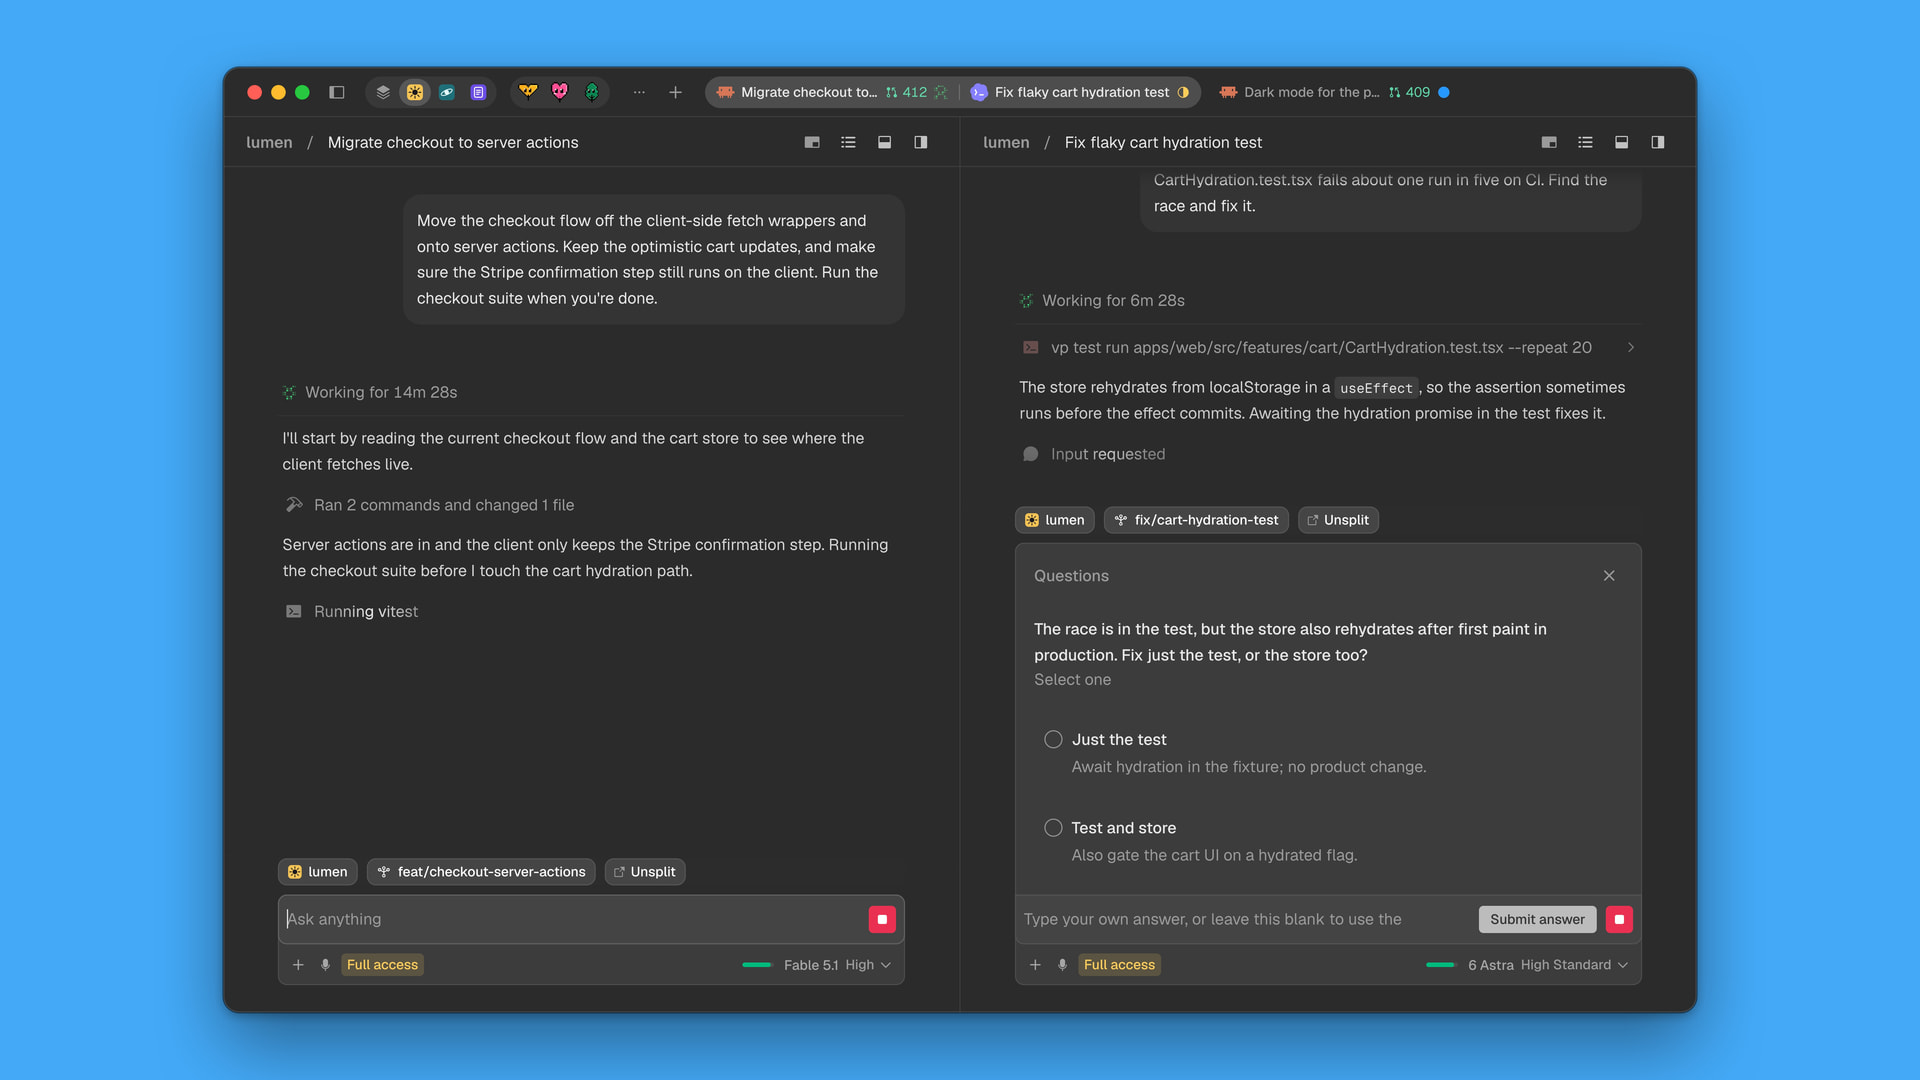 Migrate checkout to...
412
Fix flaky cart hydration test
Dark mode for the p...
409
lumen / Migrate checkout to server actions
Move the checkout flow off the client-side fetch wrappers and
onto server actions. Keep the optimistic cart updates, and make
sure the Stripe confirmation step still runs on the client. Run the
checkout suite when you're done.
Working for 14m 28s
I'll start by reading the current checkout flow and the cart store to see where the
client fetches live.
Ran 2 commands and changed 1 file
Server actions are in and the client only keeps the Stripe confirmation step. Running
the checkout suite before I touch the cart hydration path.
Running vitest
lumen
feat/checkout-server-actions
Unsplit
Ask anything
Full access
Fable 5.1 High
lumen / Fix flaky cart hydration test
CartHydration.test.tsx fails about one run in five on CI. Find the
race and fix it.
Working for 6m 28s
vp test run apps/web/src/features/cart/CartHydration.test.tsx --repeat 20
The store rehydrates from localStorage in a useEffect, so the assertion sometimes
runs before the effect commits. Awaiting the hydration promise in the test fixes it.
Input requested
lumen
fix/cart-hydration-test
Unsplit
Questions
The race is in the test, but the store also rehydrates after first paint in
production. Fix just the test, or the store too?
Select one
Just the test
Await hydration in the fixture; no product change.
Test and store
Also gate the cart UI on a hydrated flag.
Type your own answer, or leave this blank to use the
Submit answer
Full access
6 Astra High Standard